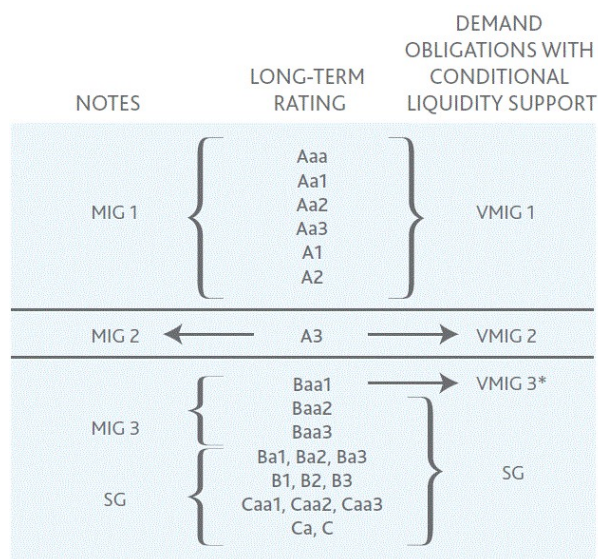 DEMAND
OBLIGATIONS WITH
CONDITIONAL
LIQUIDITY SUPPORT
LONG-TERM
RATING
NOTES
Aaa
Aa1
Aa2
Aa3
A1
A2
MIG 1
VMIG 1
MIG 2
A3
VMIG 2
Baa1
VMIG 3*
Baa2
Baa3
MIG 3
Ba1, Ba2, Ba3
B1, B2, B3
Caa1, Caa2, Caa3
Ca, C
SG
SG